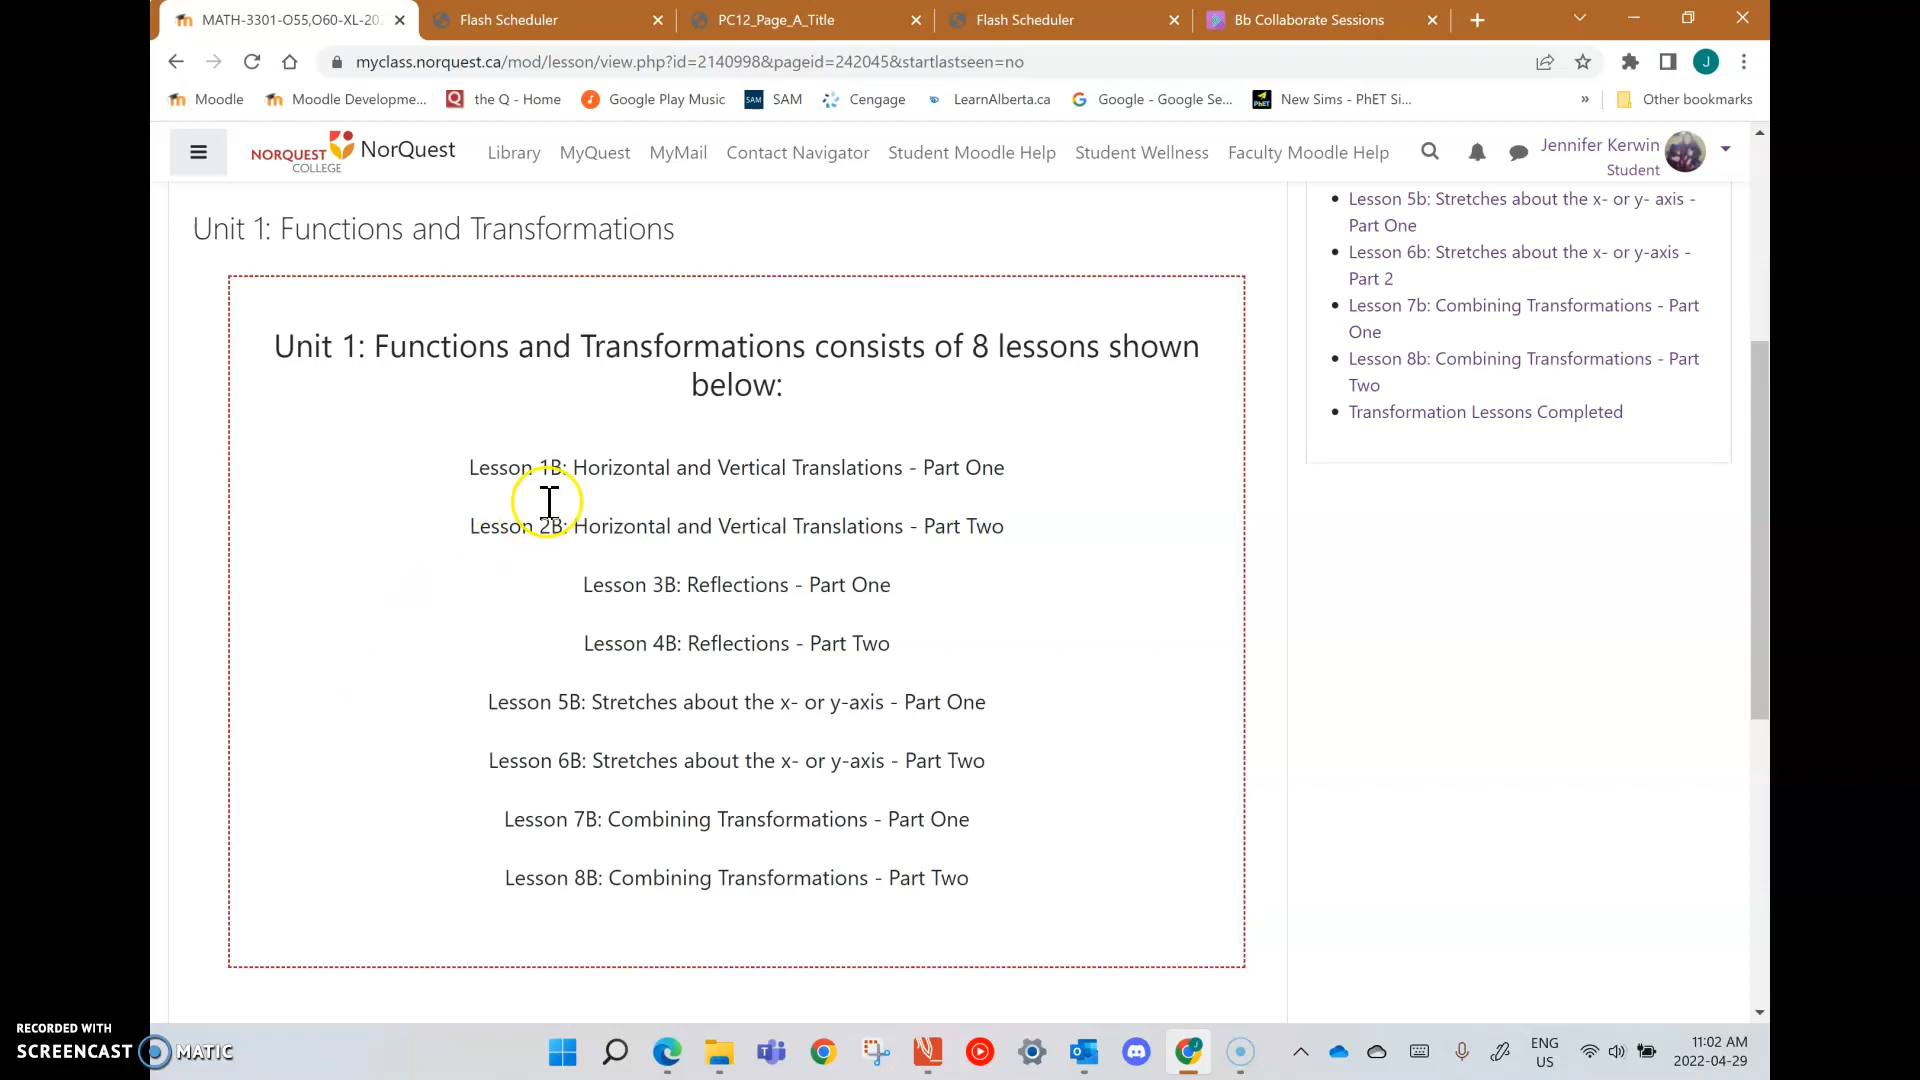 MATH-3301-O55,O60-XL-202
Flash Scheduler
PC12_Page_A_Title
Flash Scheduler
Bb Collaborate Sessions
myclass.norquest.ca/mod/lesson/view.php?id=2140998&pageid=242045&startlastseen=no
J
Moodle
Moodle Developme...
the Q - Home
Google Play Music
SAM
SAM
Cengage
LearnAlberta.ca
Google - Google Se...
PhET
New Sims - PhET Si...
»
Other bookmarks
NORQUEST
COLLEGE
NorQuest
Library
MyQuest
MyMail
Contact Navigator
Student Moodle Help
Student Wellness
Faculty Moodle Help
Jennifer Kerwin
Student
Unit 1: Functions and Transformations
Unit 1: Functions and Transformations consists of 8 lessons shown
below:
Lesson 1B: Horizontal and Vertical Translations - Part One
Lesson 2B: Horizontal and Vertical Translations - Part Two
Lesson 3B: Reflections - Part One
Lesson 4B: Reflections - Part Two
Lesson 5B: Stretches about the x- or y-axis - Part One
Lesson 6B: Stretches about the x- or y-axis - Part Two
Lesson 7B: Combining Transformations - Part One
Lesson 8B: Combining Transformations - Part Two
Lesson 5b: Stretches about the x- or y- axis -
Part One
Lesson 6b: Stretches about the x- or y-axis -
Part 2
Lesson 7b: Combining Transformations - Part
One
Lesson 8b: Combining Transformations - Part
Two
Transformation Lessons Completed
RECORDED WITH
SCREENCAST MATIC
ENG
US
11:02 AM
2022-04-29